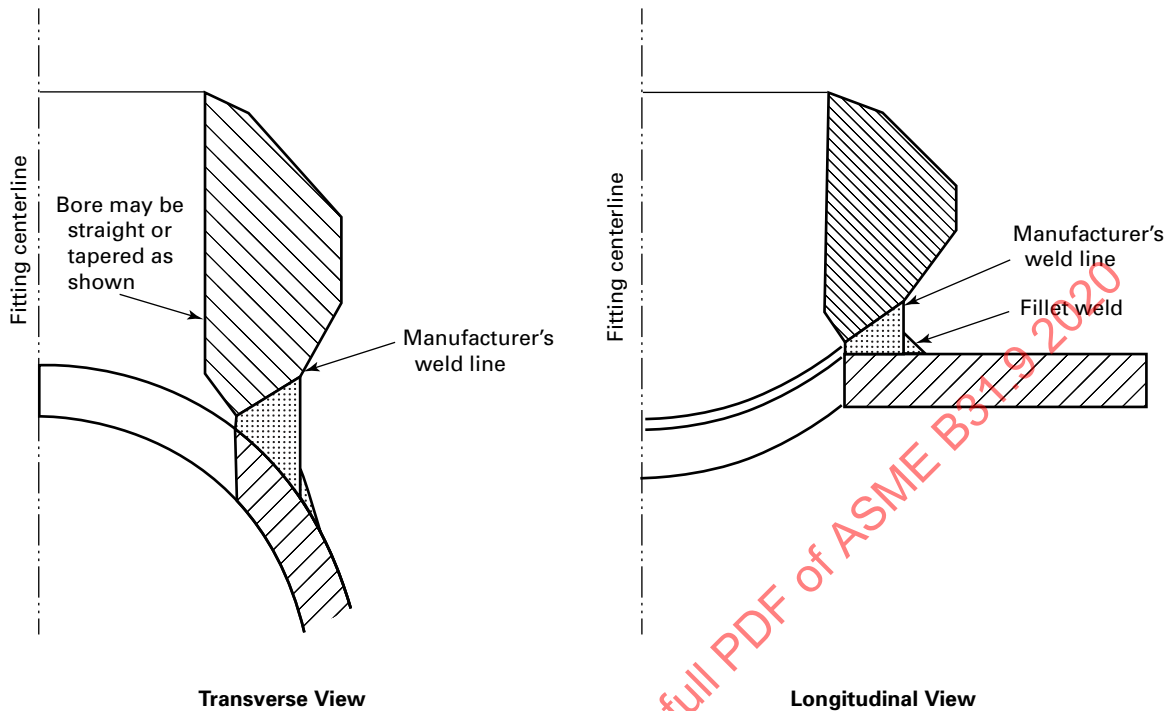 Fitting centerline
Bore may be
straight or
tapered as
shown
Manufacturer's
weld line
Transverse View
Fitting centerline
Manufacturer's
weld line
Fillet weld
Longitudinal View
full PDF of ASME B31.9 2020